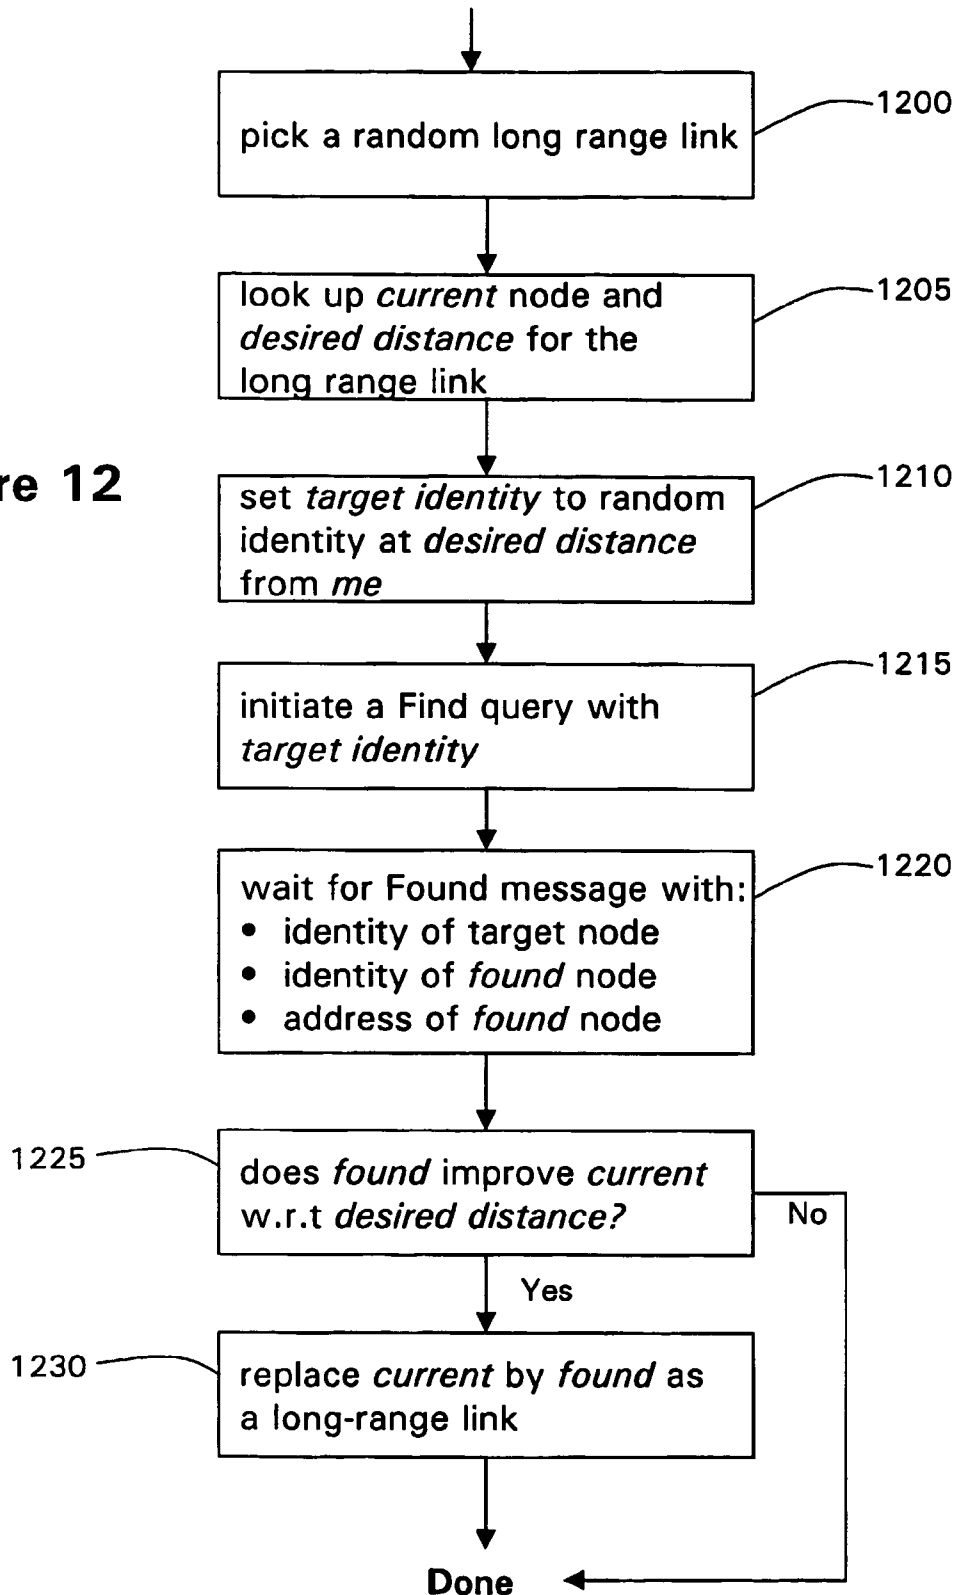 1200
pick a random long range link
1205
look up current node and
desired distance for the
long range link
re 12
1210
set target identity to random
identity at desired distance
from me
1215
initiate a Find query with
target identity
1220
wait for Found message with:
• identity of target node
• identity of found node
• address of found node
1225
does found improve current
w.r.t desired distance?
No
Yes
1230
replace current by found as
a long-range link
Done